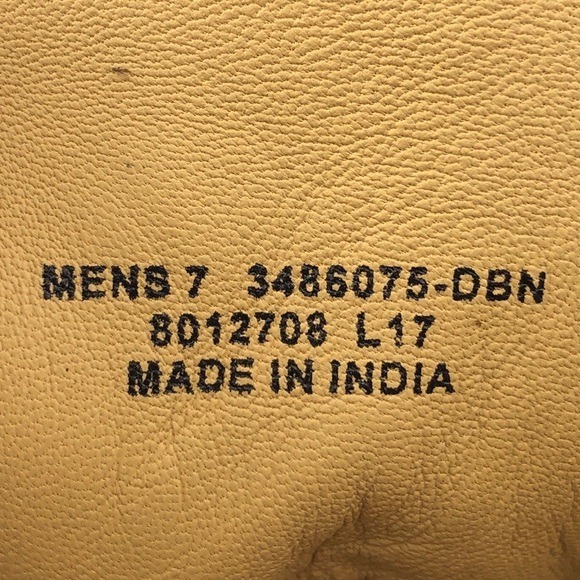 MENS 7 3486075-DBN
8012708 L17
MADE IN INDIA